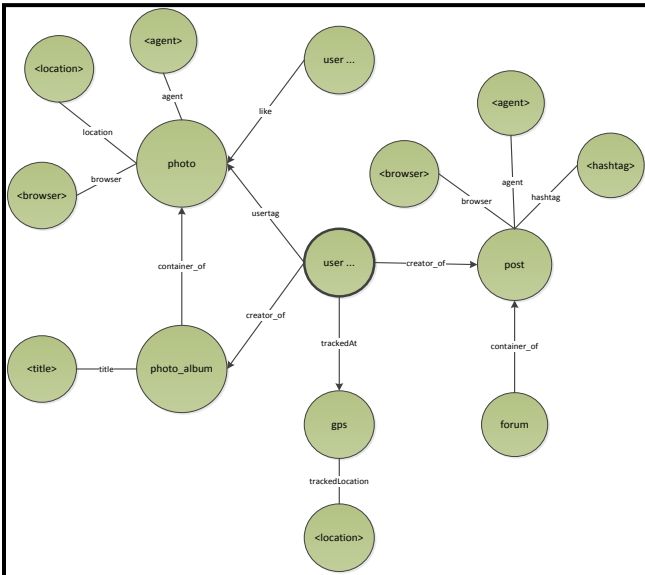 <agent>
<location>
user ...
agent
<agent>
like
location
photo
<browser>
<hashtag>
agent
browser
<browser>
browser
hashtag
usertag
user ...
creator_of
post
container_of
creator_of
trackedAt
container_of
<title>
title
photo_album
gps
forum
trackedLocation
<location>